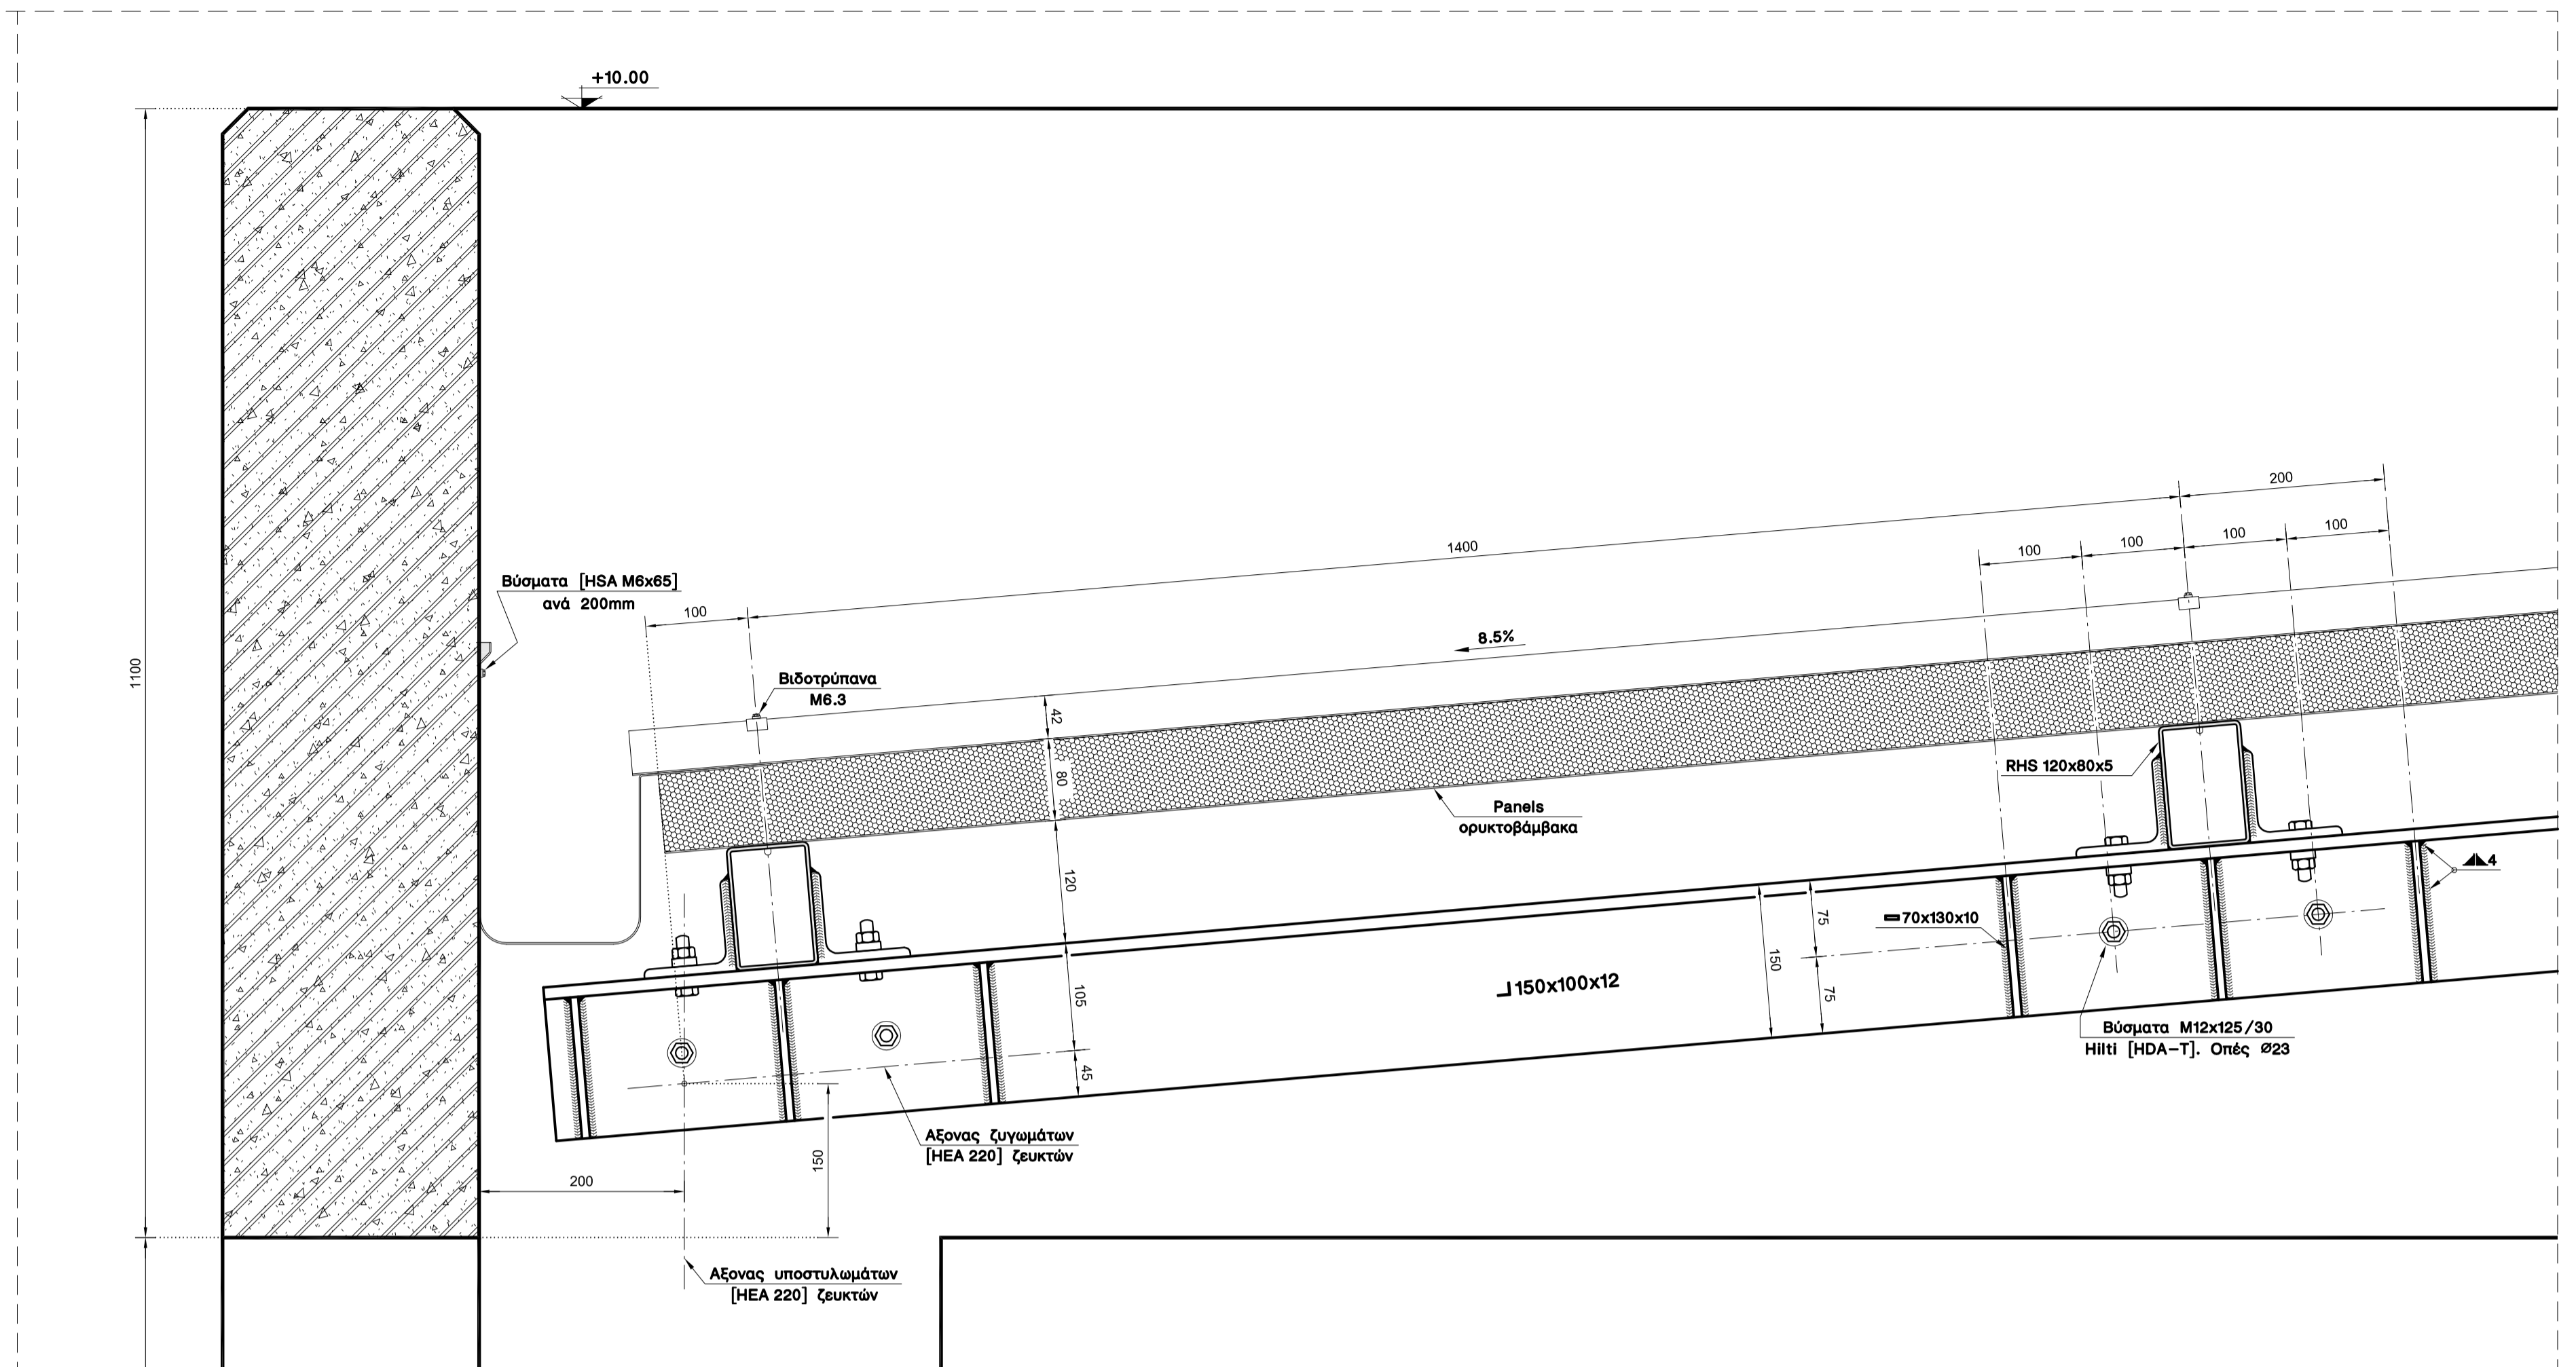 +10.00
200
1400
100
100
100
100
Βύσματα [HSA M6x65]
ανά 200mm
100
8.5%
1100
Βιδοτρύπανα
M6.3
42
80
RHS 120x80x5
Panels
ορυκτοβάμβακα
120
4
75
70x130x10
150
105
150x100x12
75
Βύσματα M12x125/30
Hilti [HDA-T]. Οπές Ø23
45
Αξονας ζυγωμάτων
[HEA 220] ζευκτών
150
200
Αξονας υποστυλωμάτων
[HEA 220] ζευκτών